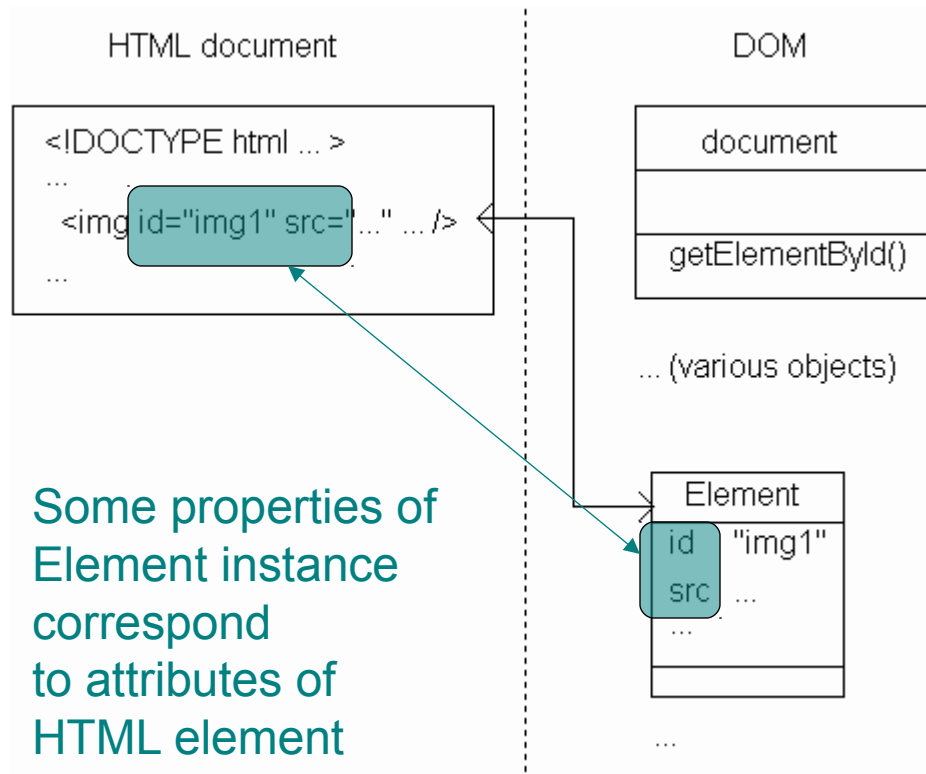 HTML document
<!DOCTYPE html ... >
...
<img id="img1" src="..." ... />
...
Some properties of
Element instance
correspond
to attributes of
HTML element
DOM
document
getElementById()
... (various objects)
Element
id "img1"
src ...
...
...